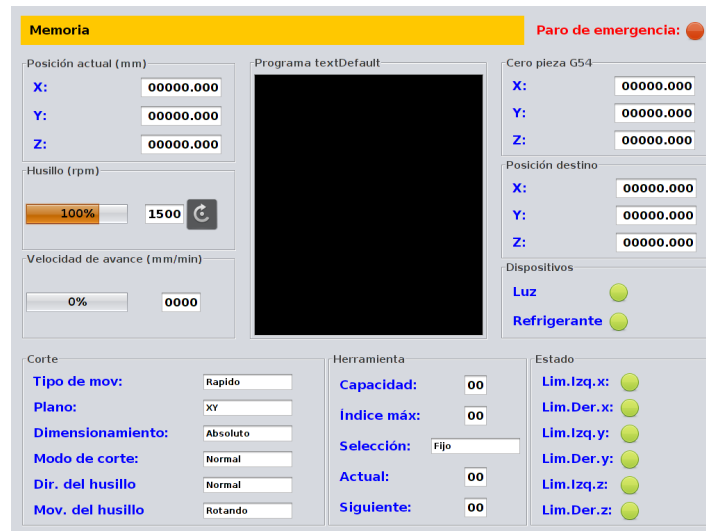 Memoria
Paro de emergencia:
Posición actual (mm)
X: 00000.000
Y: 00000.000
Z: 00000.000
Husillo (rpm)
100% 1500
Velocidad de avance (mm/min)
0% 0000
Programa textDefault
Cero pieza G54
X: 00000.000
Y: 00000.000
Z: 00000.000
Posición destino
X: 00000.000
Y: 00000.000
Z: 00000.000
Dispositivos
Luz
Refrigerante
Corte
Tipo de mov: Rapido
Plano: XY
Dimensionamiento: Absoluto
Modo de corte: Normal
Dir. del husillo Normal
Mov. del husillo Rotando
Herramienta
Capacidad: 00
Índice máx: 00
Selección: Fijo
Actual: 00
Siguiente: 00
Estado
Lim.Izq.x:
Lim.Der.x:
Lim.Izq.y:
Lim.Der.y:
Lim.Izq.z:
Lim.Der.z: